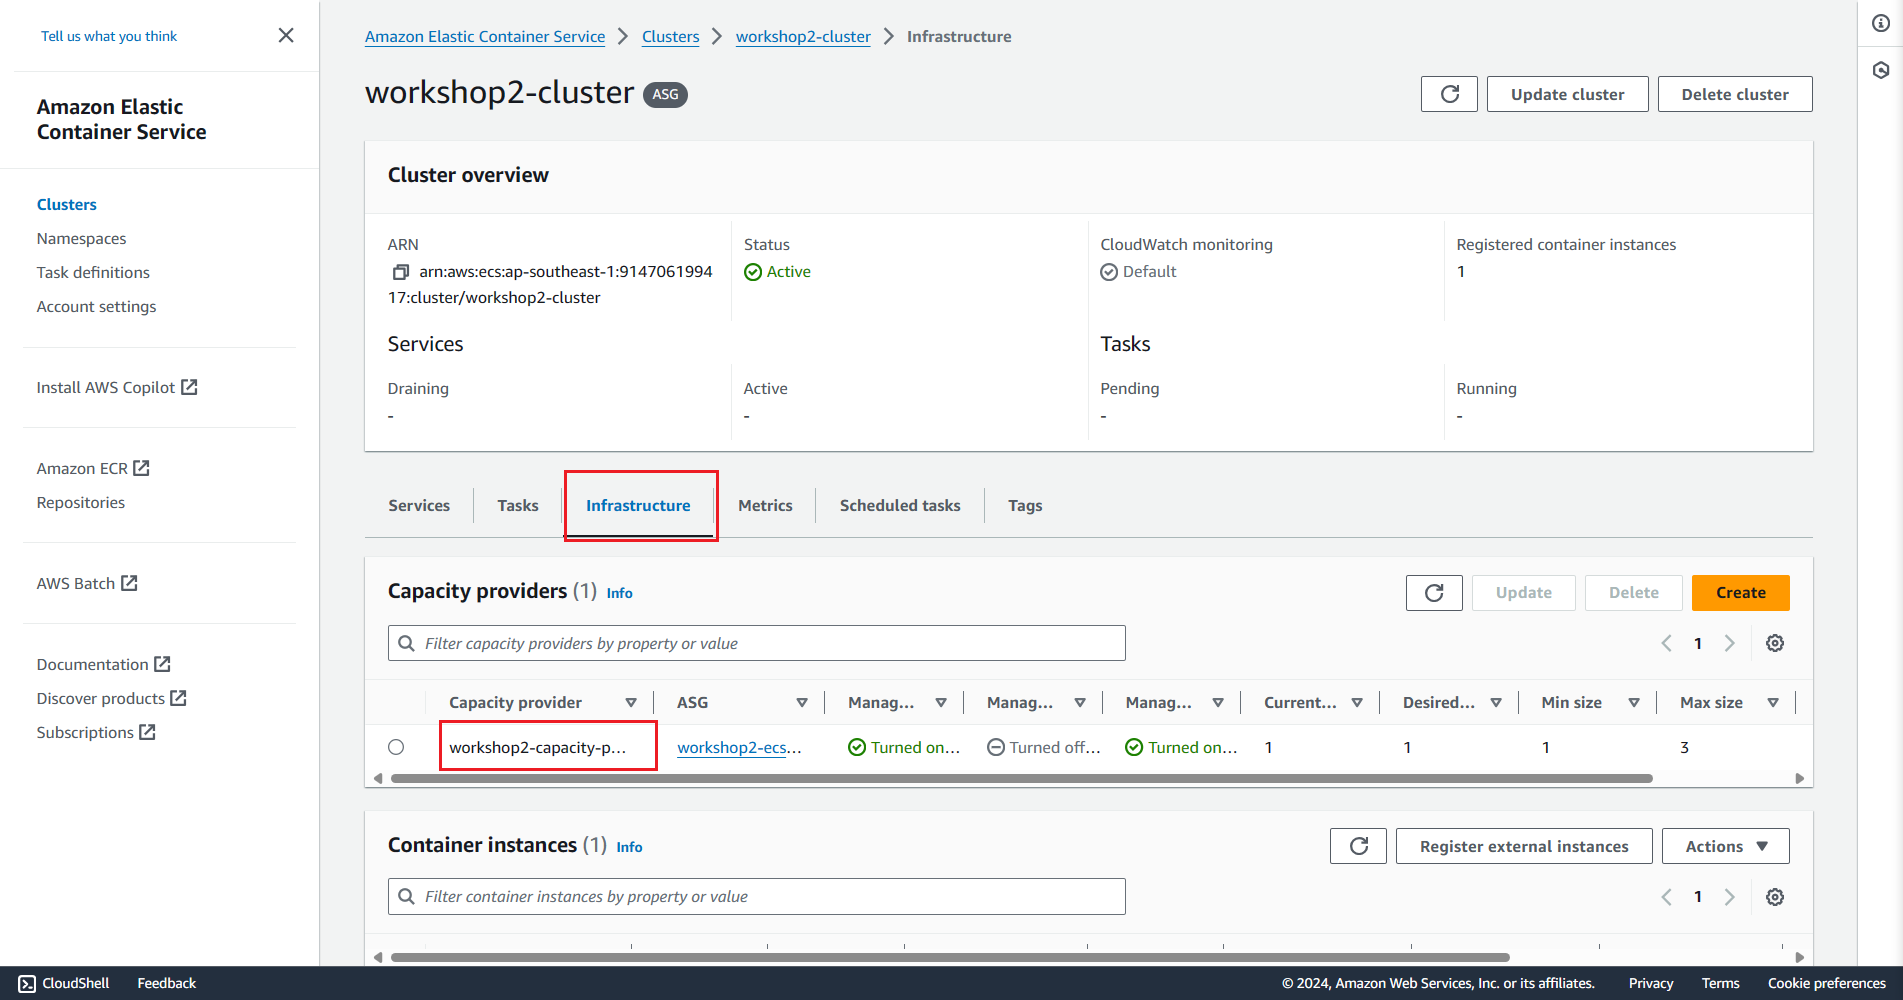 Tell us what you think
Amazon Elastic
Container Service
Clusters
Namespaces
Task definitions
Account settings
Install AWS Copilot
Amazon ECR
Repositories
AWS Batch
Documentation
Discover products
Subscriptions
Amazon Elastic Container Service
Clusters
workshop2-cluster
Infrastructure
workshop2-cluster ASG
Update cluster
Delete cluster
Cluster overview
ARN
arn:aws:ecs:ap-southeast-1:9147061994
17:cluster/workshop2-cluster
Status
Active
CloudWatch monitoring
Default
Registered container instances
1
Services
Tasks
Draining
-
Active
-
Pending
-
Running
-
Services
Tasks
Infrastructure
Metrics
Scheduled tasks
Tags
Capacity providers (1) Info
Update
Delete
Create
Filter capacity providers by property or value
1
Capacity provider
ASG
Manag...
Manag...
Manag...
Current...
Desired...
Min size
Max size
workshop2-capacity-p...
workshop2-ecs...
Turned on...
Turned off...
Turned on...
1
1
1
3
Container instances (1) Info
Register external instances
Actions
Filter container instances by property or value
1
CloudShell
Feedback
© 2024, Amazon Web Services, Inc. or its affiliates.
Privacy
Terms
Cookie preferences